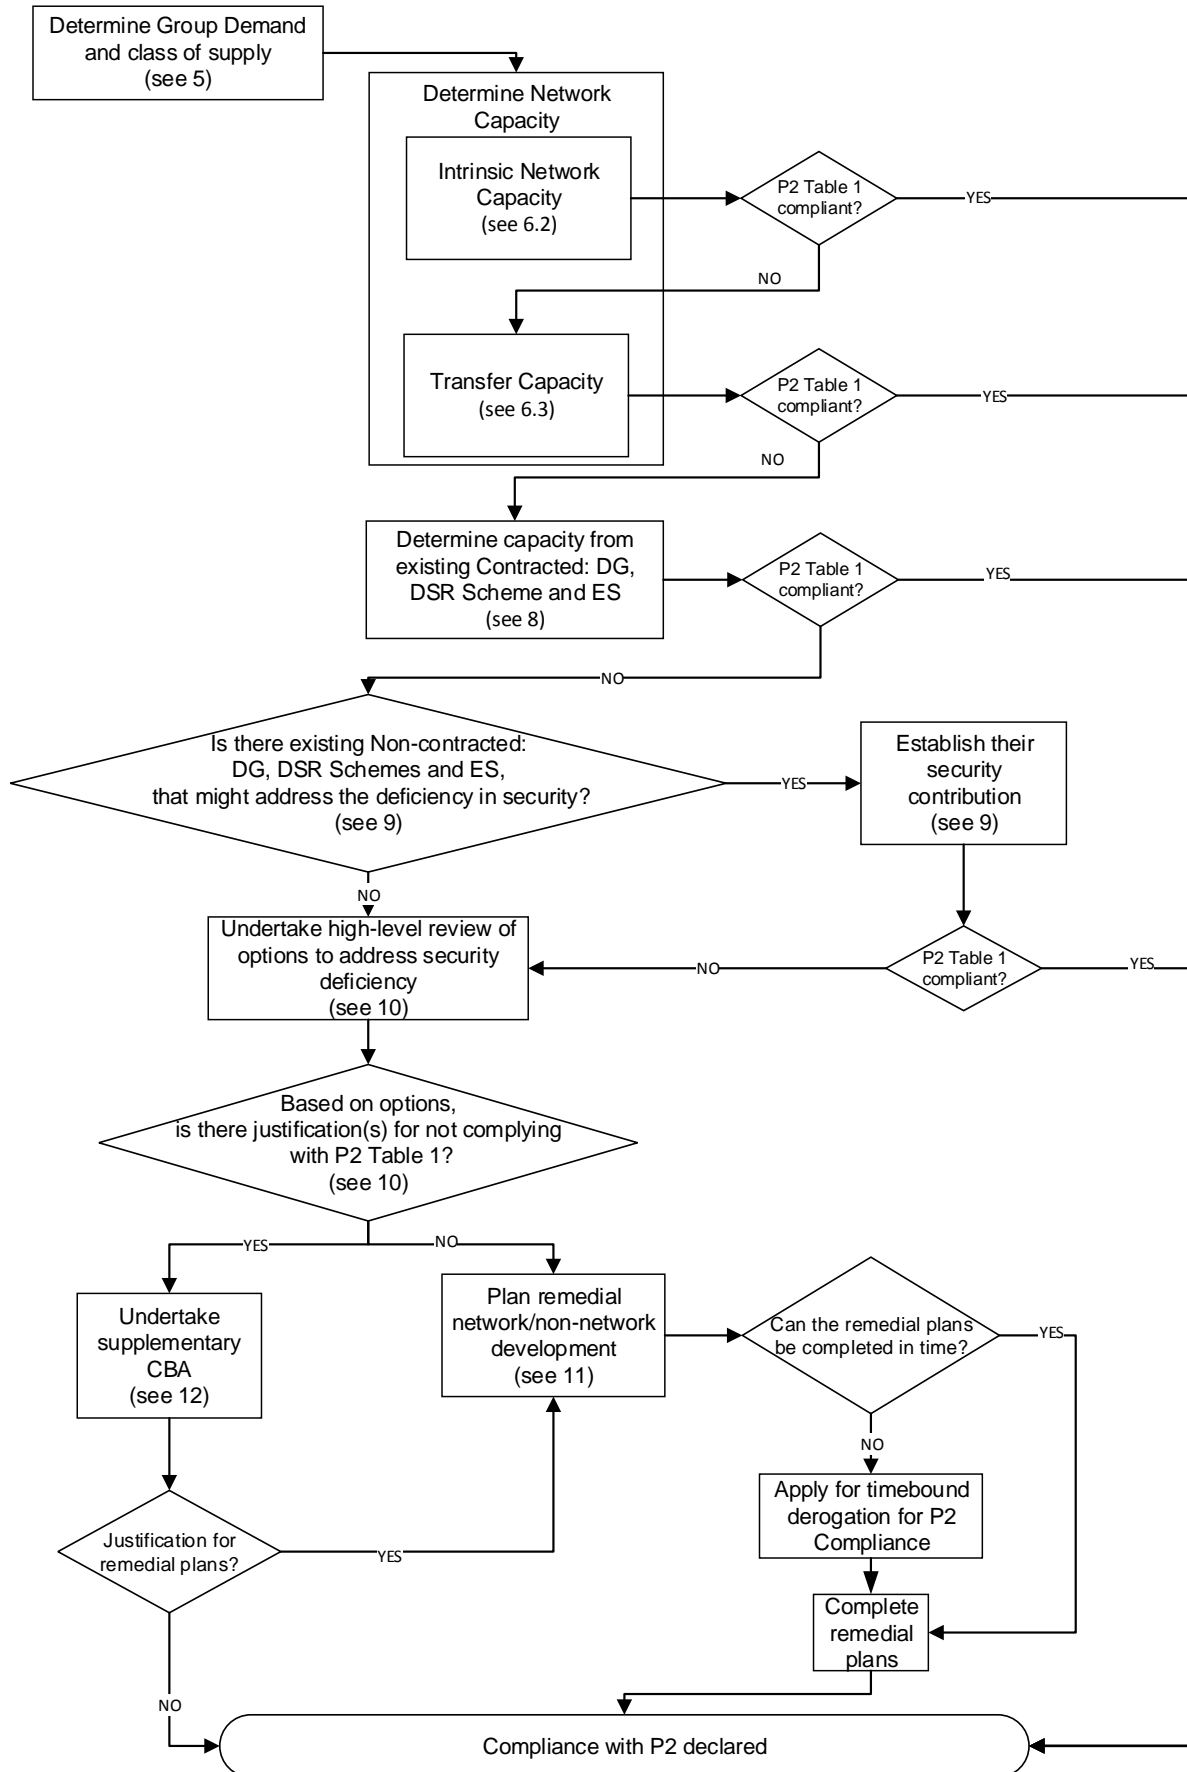 Determine Group Demand
and class of supply
(see 5)
Determine Network
Capacity
Intrinsic Network
Capacity
(see 6.2)
P2 Table 1
compliant?
YES
NO
Transfer Capacity
(see 6.3)
P2 Table 1
compliant?
YES
NO
Determine capacity from
existing Contracted: DG,
DSR Scheme and ES
(see 8)
P2 Table 1
compliant?
YES
NO
Is there existing Non-contracted:
DG, DSR Schemes and ES,
that might address the deficiency in security?
(see 9)
YES
Establish their
security
contribution
(see 9)
NO
Undertake high-level review of
options to address security
deficiency
(see 10)
NO
P2 Table 1
compliant?
YES
Based on options,
is there justification(s) for not complying
with P2 Table 1?
(see 10)
YES
NO
Undertake
supplementary
CBA
(see 12)
Plan remedial
network/non-network
development
(see 11)
Can the remedial plans
be completed in time?
YES
NO
Apply for timebound
derogation for P2
Compliance
Justification for
remedial plans?
YES
Complete
remedial
plans
NO
Compliance with P2 declared